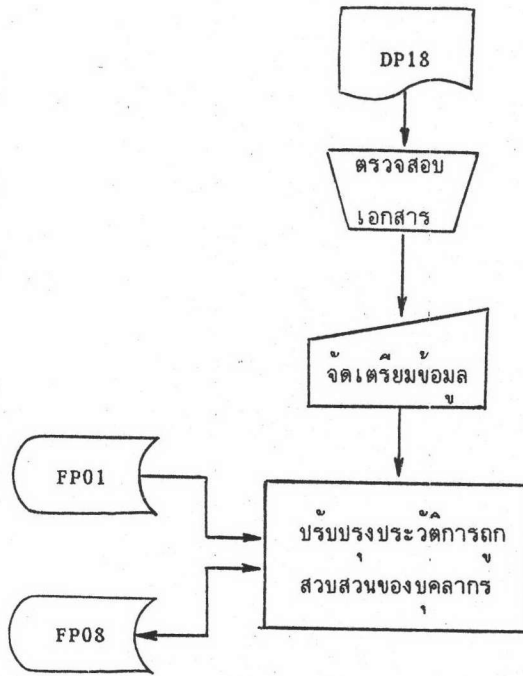 DP18
ตรวจสอบ
เอกสาร
จัดเตรียมข้อมูล
FP01
ปรับปรุงประวัติการถูก
สวบสวนของบุคลากร
FP08